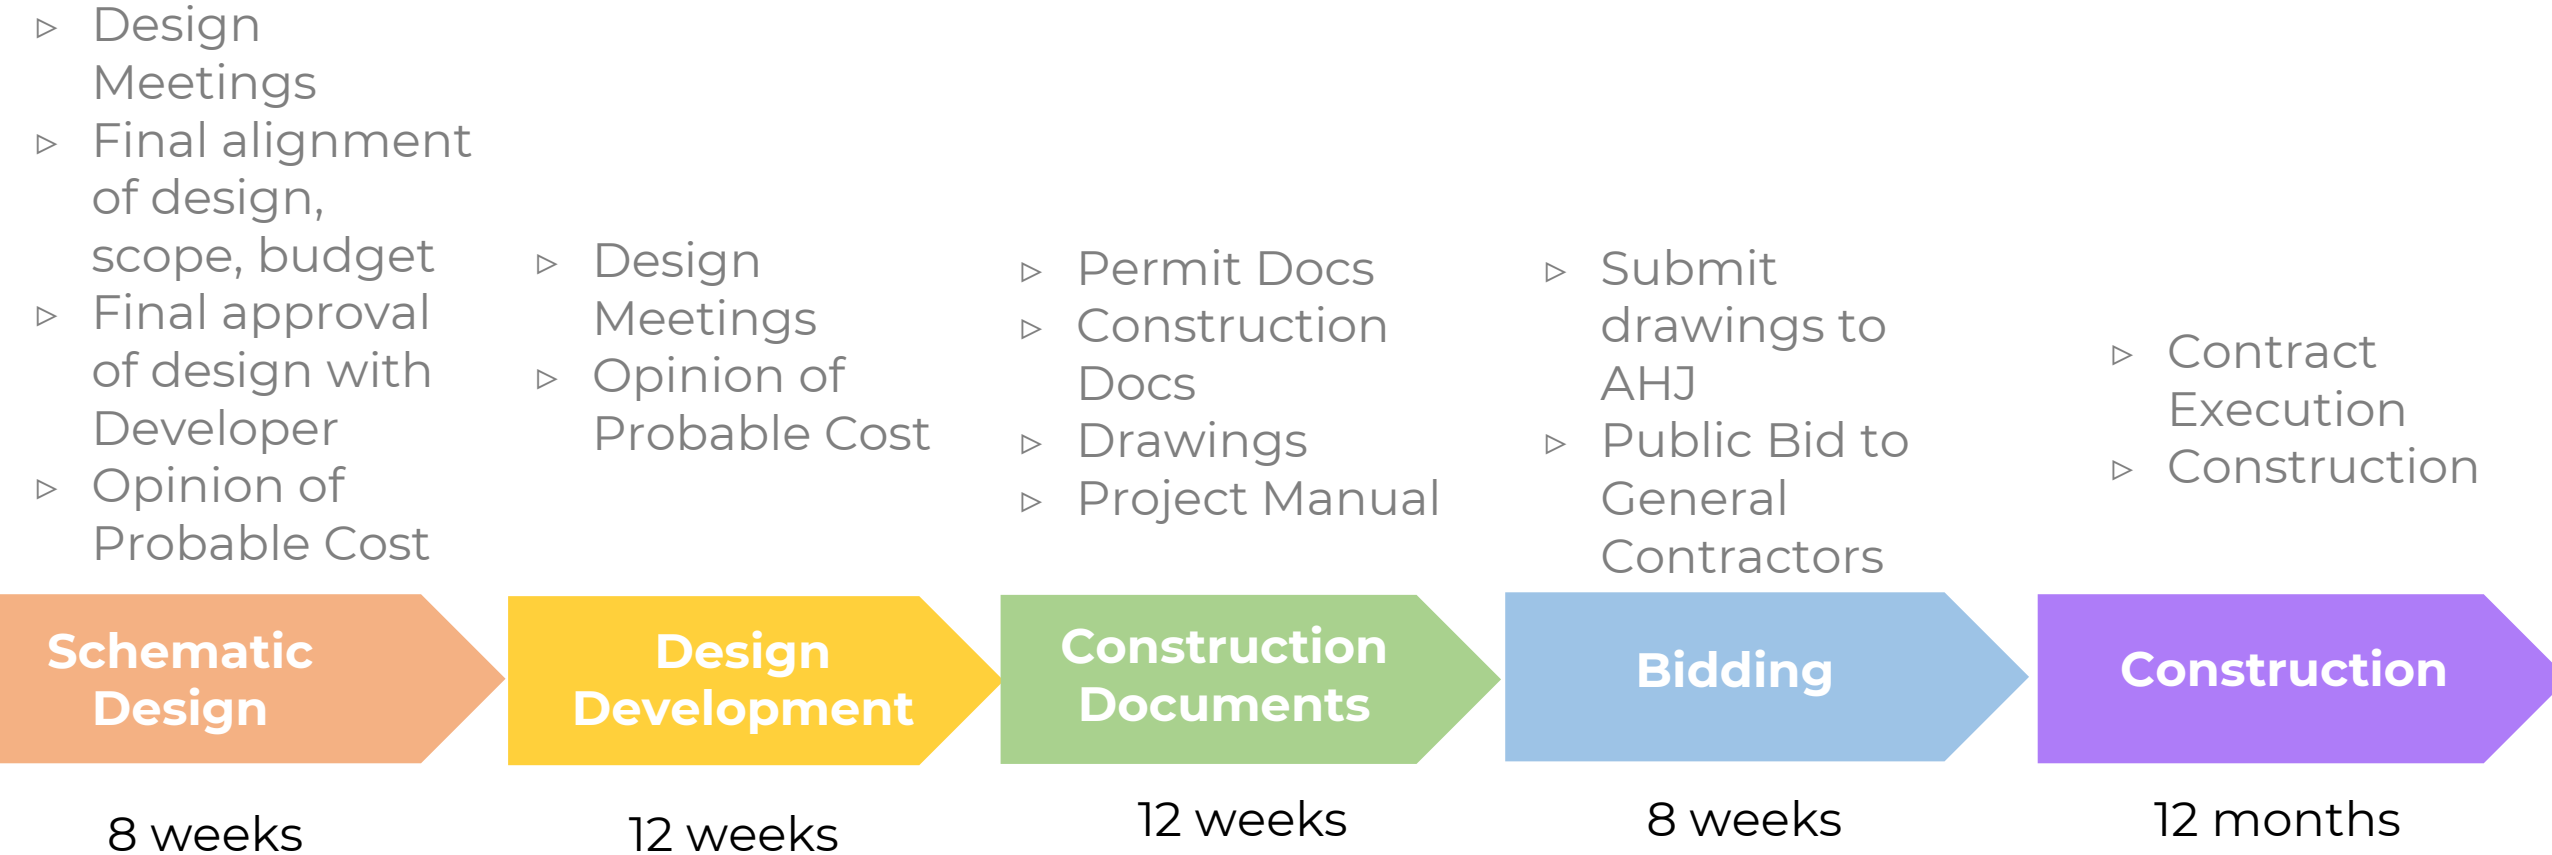 ▹ Design
Meetings
▹ Final alignment
of design,
scope, budget
▹ Final approval
of design with
Developer
▹ Opinion of
Probable Cost
▹ Design
Meetings
▹ Opinion of
Probable Cost
▹ Permit Docs
▹ Construction
Docs
▹ Drawings
▹ Project Manual
▹ Submit
drawings to
AHJ
▹ Public Bid to
General
Contractors
▹ Contract
Execution
▹ Construction
Schematic
Design
Design
Development
Construction
Documents
Bidding
Construction
8 weeks
12 weeks
12 weeks
8 weeks
12 months